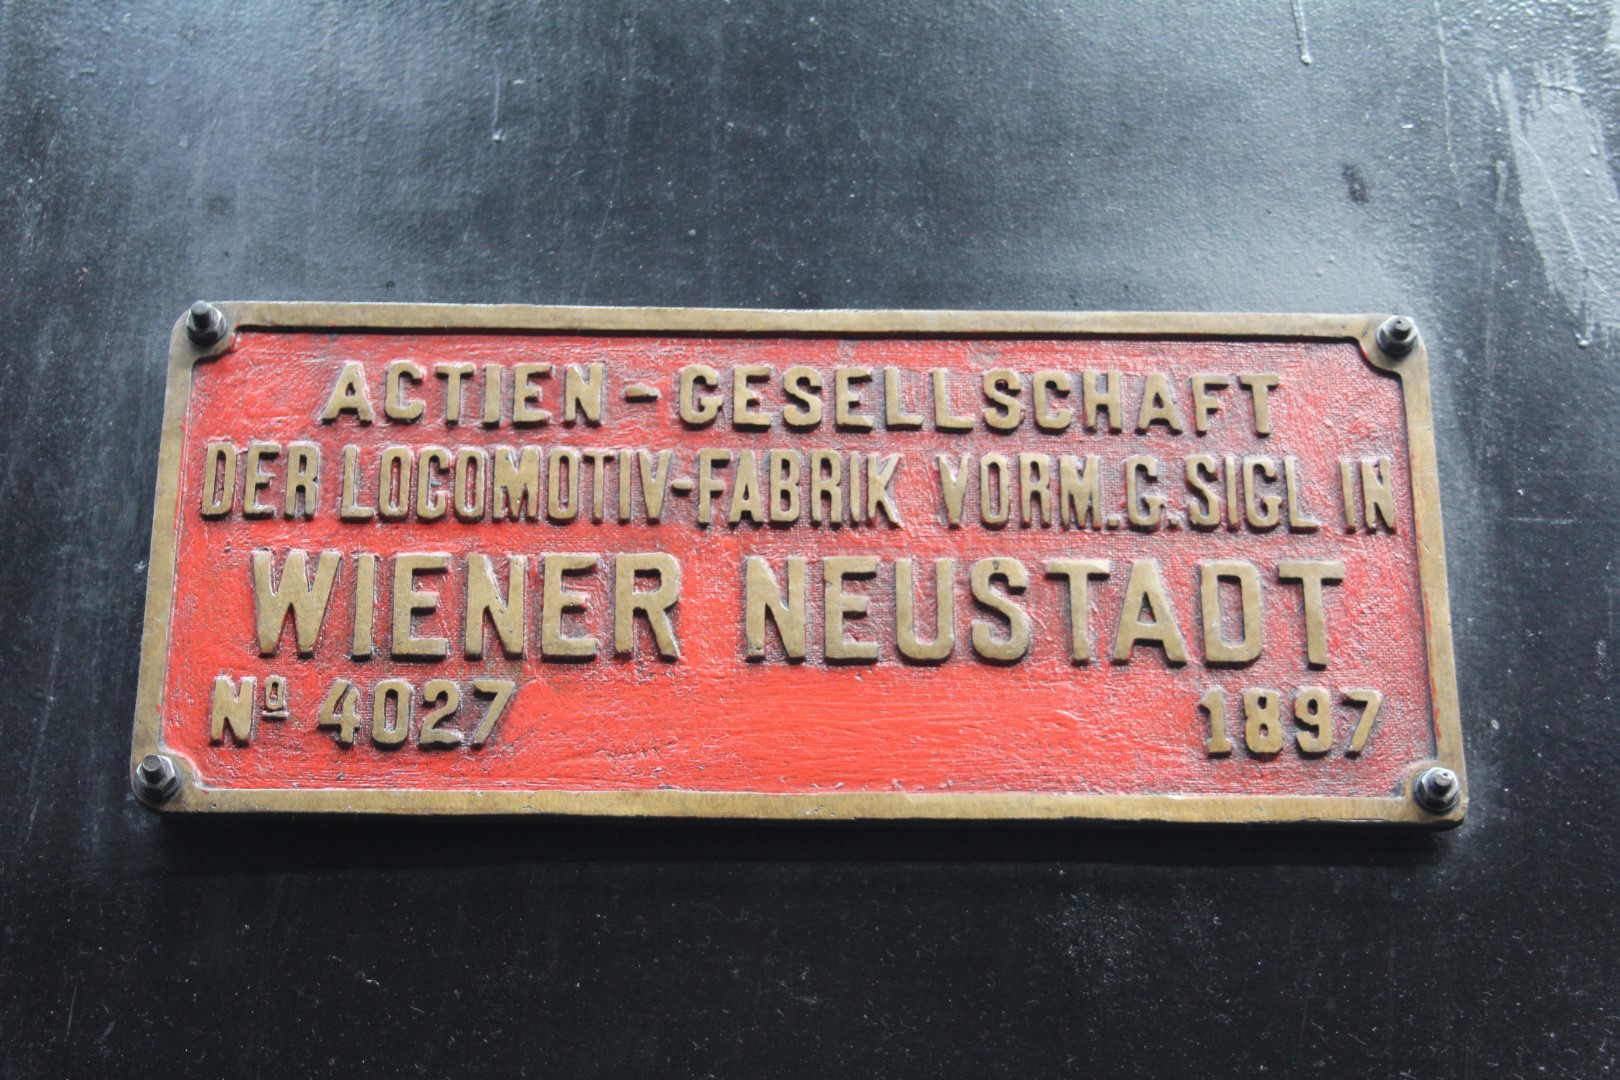 ACTIEN-GESELLSCHAFT
DER LOCOMOTIV-FABRIK VORM.G.SIGL IN
WIENER NEUSTADT
Nº 4027 1897